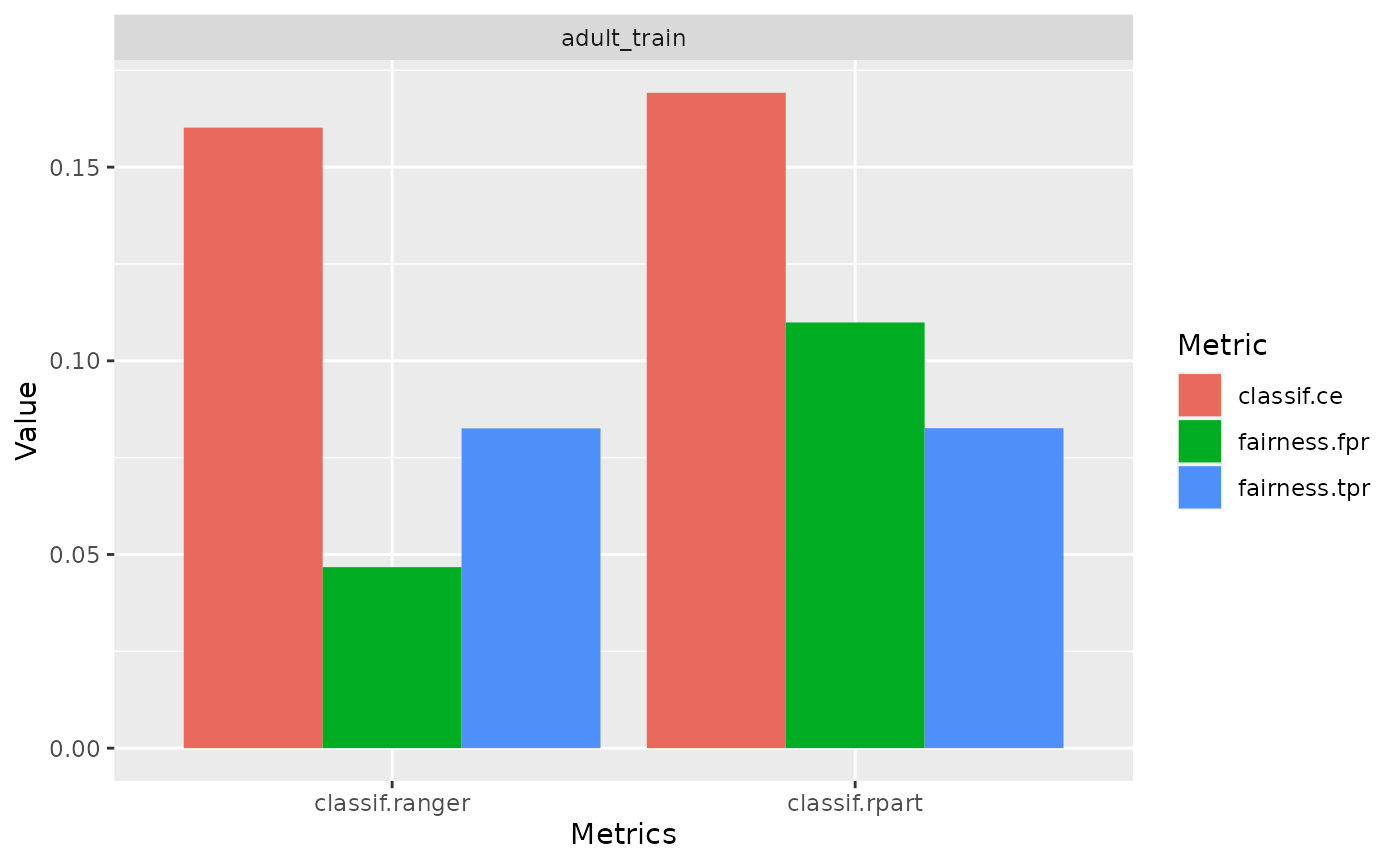 adult_train
0.15
0.10
0.05
0.00
Value
classif.ranger
classif.rpart
Metrics
Metric
classif.ce
fairness.fpr
fairness.tpr